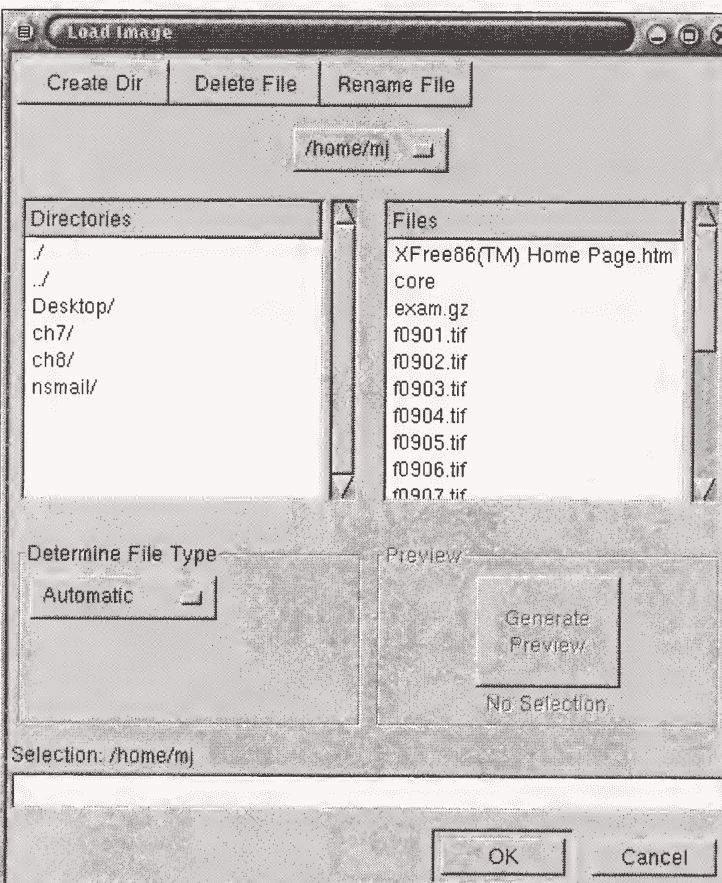 Load Image
Create Dir
Delete File
Rename File
/home/mj
Directories
./
../
Desktop/
ch7/
ch8/
nsmail/
Files
XFree86(TM) Home Page.htm
core
exam.gz
f0901.tif
f0902.tif
f0903.tif
f0904.tif
f0905.tif
f0906.tif
f0907.tif
Determine File Type
Automatic
Preview
Generate
Preview
No Selection
Selection: /home/mj
OK
Cancel